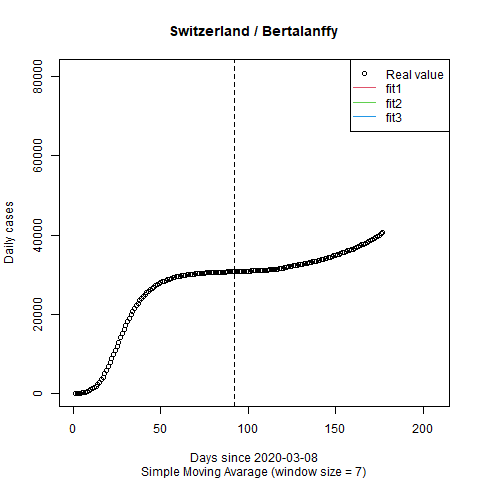 Switzerland / Bertalanffy
Real value
fit1
fit2
fit3
Daily cases
80000
60000
40000
20000
0
0 50 100 150 200
Days since 2020-03-08
Simple Moving Avarage (window size = 7)